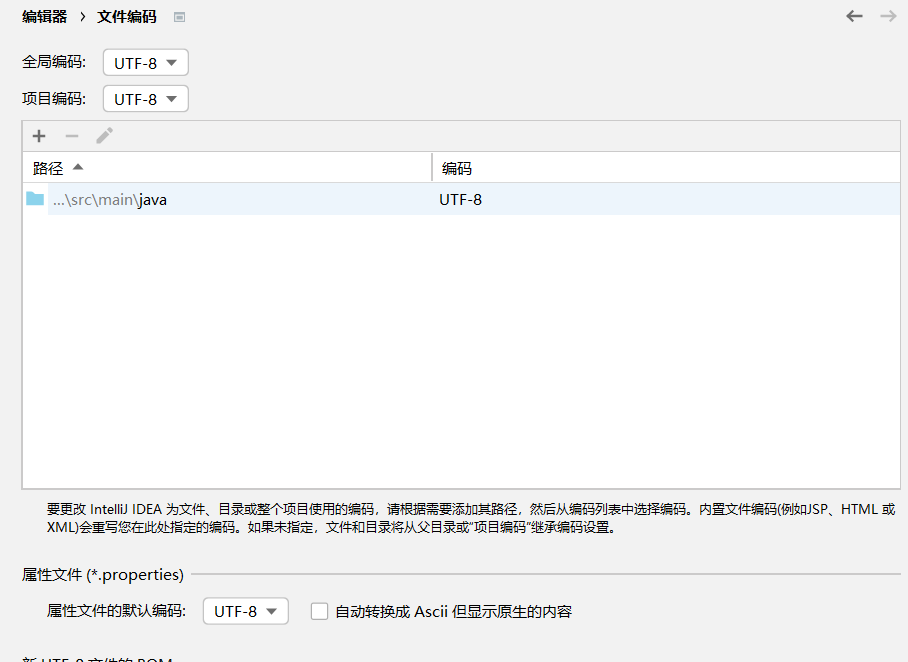 编辑器 › 文件编码
全局编码: UTF-8
项目编码: UTF-8
路径 编码
...\src\main\java UTF-8
要更改 IntelliJ IDEA 为文件、目录或整个项目使用的编码，请根据需要添加其路径，然后从编码列表中选择编码。内置文件编码(例如JSP、HTML 或
XML)会重写您在此处指定的编码。如果未指定，文件和目录将从父目录或"项目编码"继承编码设置。
属性文件 (*.properties)
属性文件的默认编码: UTF-8 自动转换成 Ascii 但显示原生的内容
新 UTF-8 文件的 BOM